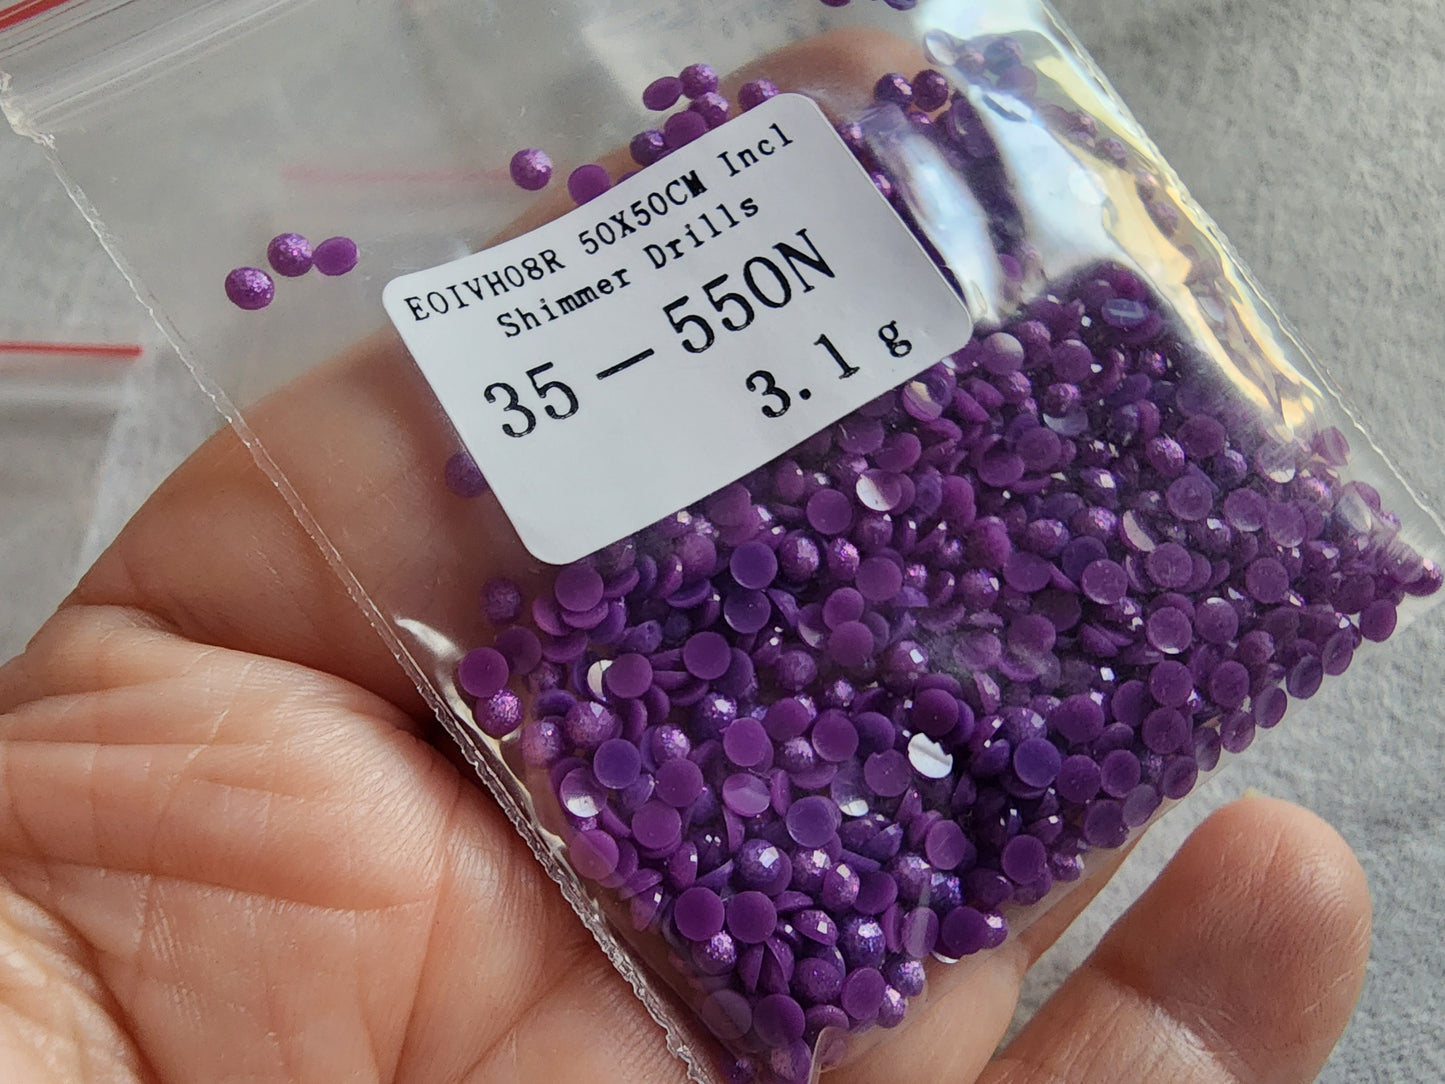 E0IVH08R 50X50CM Incl
Shimmer Drills
35-550N
3.1 g